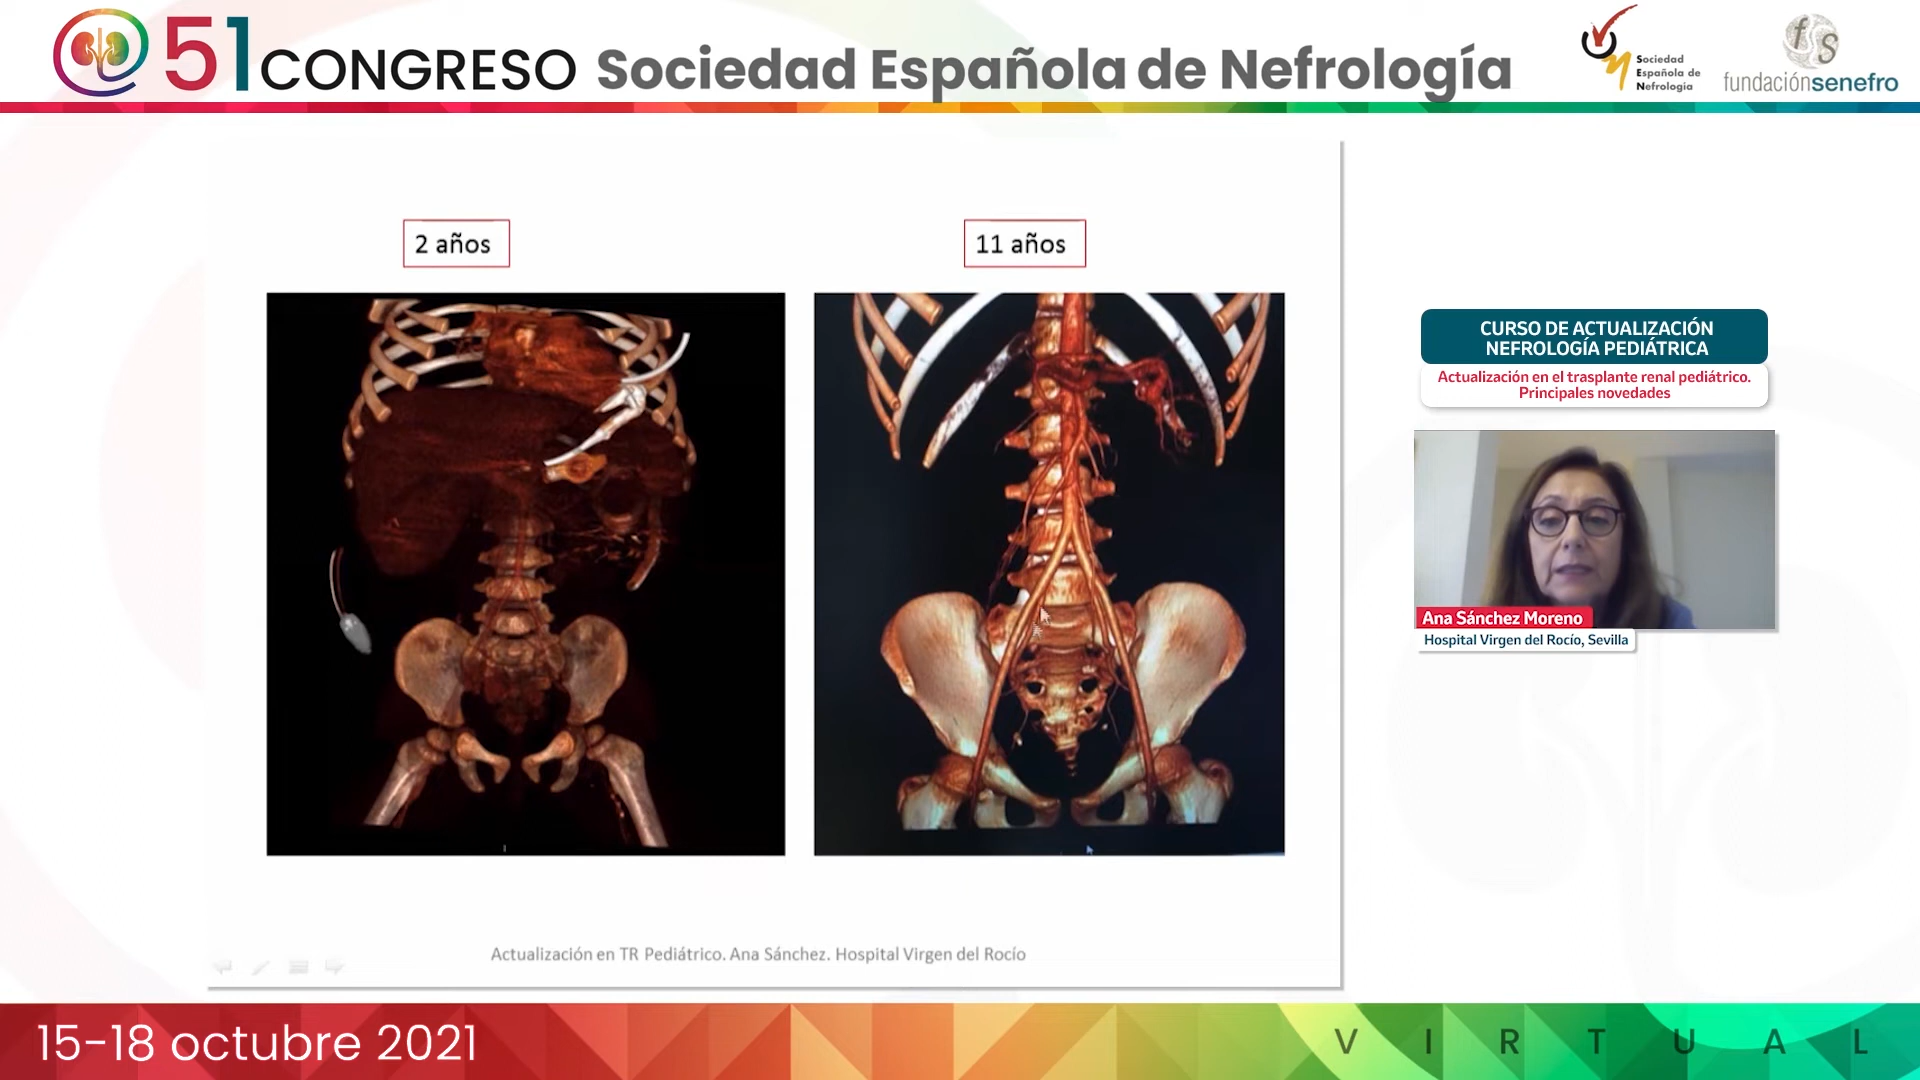 51 CONGRESO Sociedad Española de Nefrología
Sociedad
Española de
Nefrología
fs
fundaciónsenefro
2 años
11 años
CURSO DE ACTUALIZACIÓN
NEFROLOGÍA PEDIÁTRICA
Actualización en el trasplante renal pediátrico.
Principales novedades
Ana Sánchez Moreno
Hospital Virgen del Rocío, Sevilla
Actualización en TR Pediátrico. Ana Sánchez. Hospital Virgen del Rocío
15-18 octubre 2021
VIRTUAL